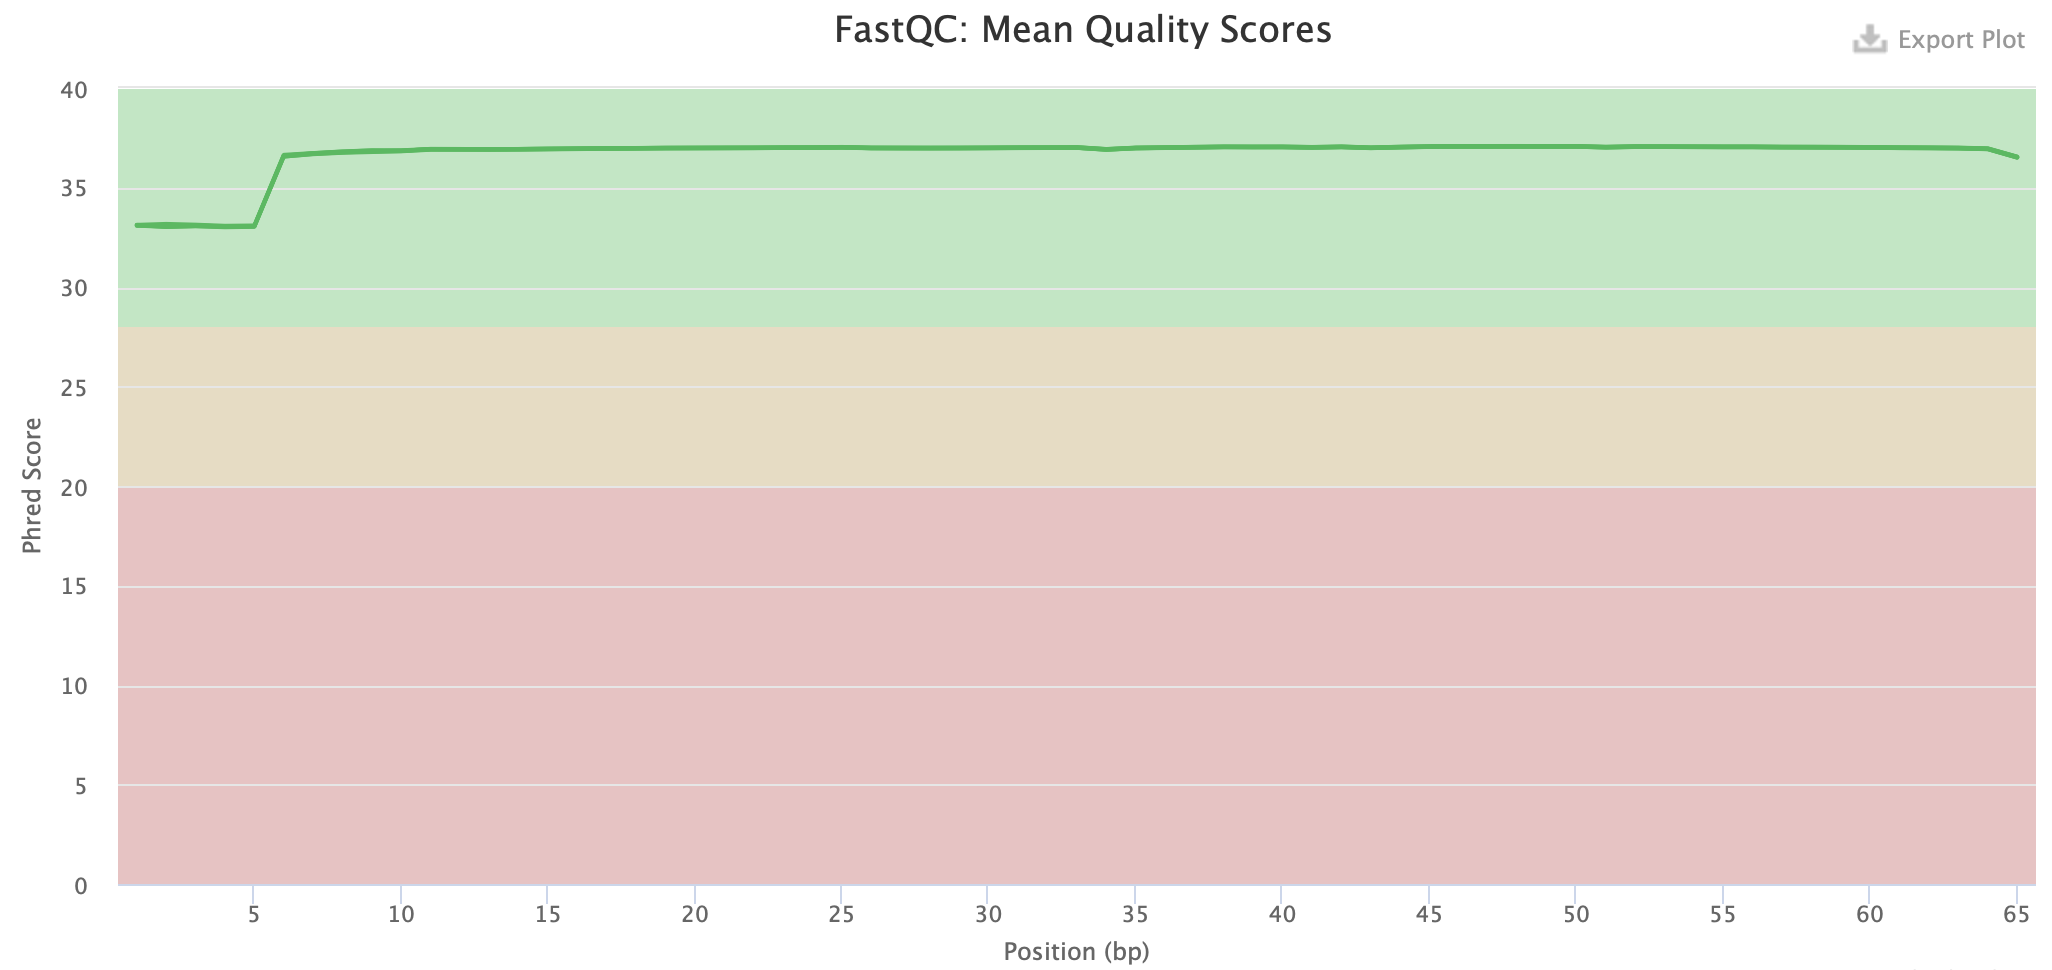 FastQC: Mean Quality Scores
Export Plot
40
35
30
25
20
15
10
5
0
Phred Score
5 10 15 20 25 30 35 40 45 50 55 60 65
Position (bp)